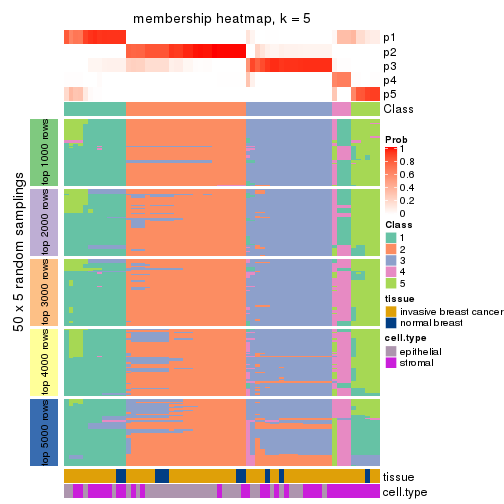 membership heatmap, k = 5
p1
p2
p3
p4
p5
Class
50 x 5 random samplings
top 1000 rows
top 2000 rows
top 3000 rows
top 4000 rows
top 5000 rows
Prob
1
0.8
0.6
0.4
0.2
0
Class
1
2
3
4
5
tissue
invasive breast cancer
normal breast
cell.type
epithelial
stromal
tissue
cell.type